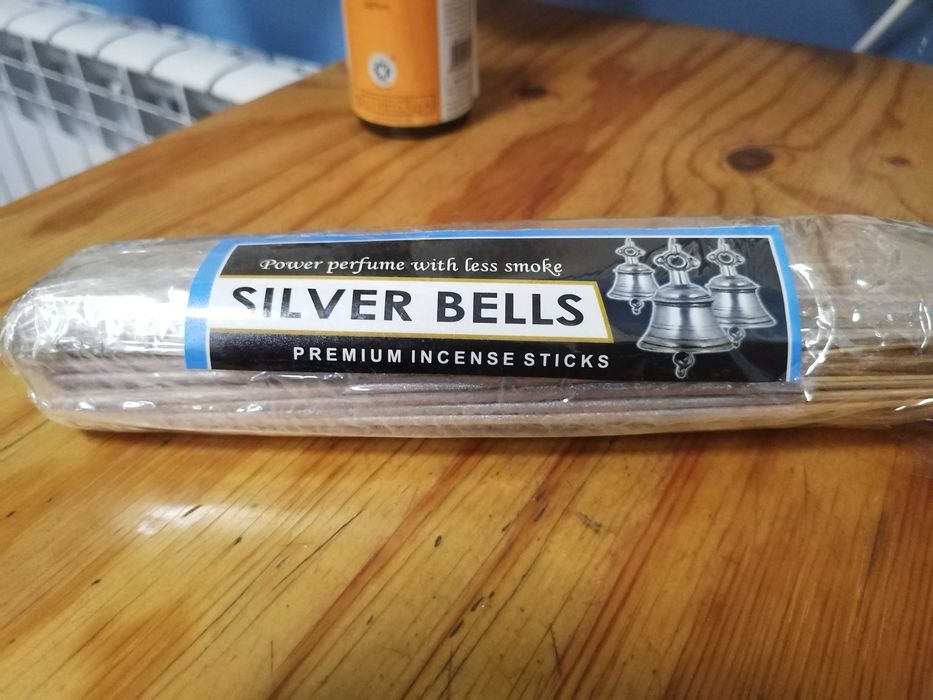 Power perfume with less smoke
SILVER BELLS
PREMIUM INCENSE STICKS